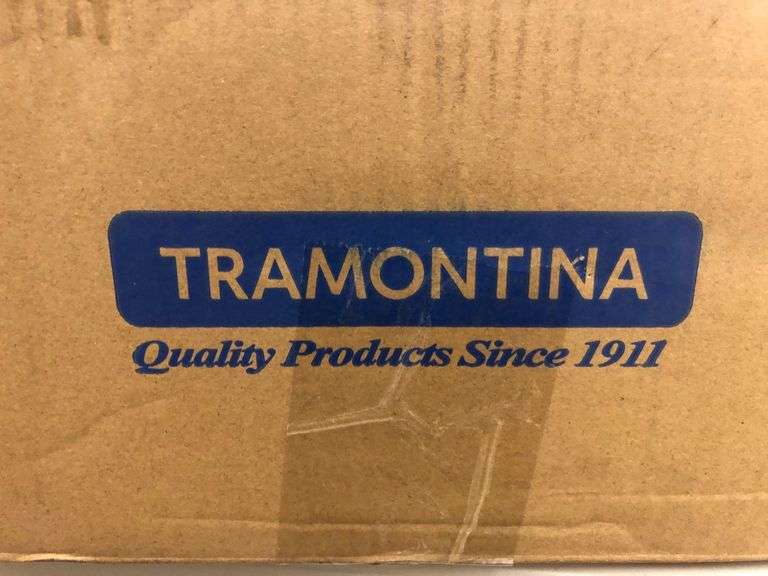 TRAMONTINA
Quality Products Since 1911